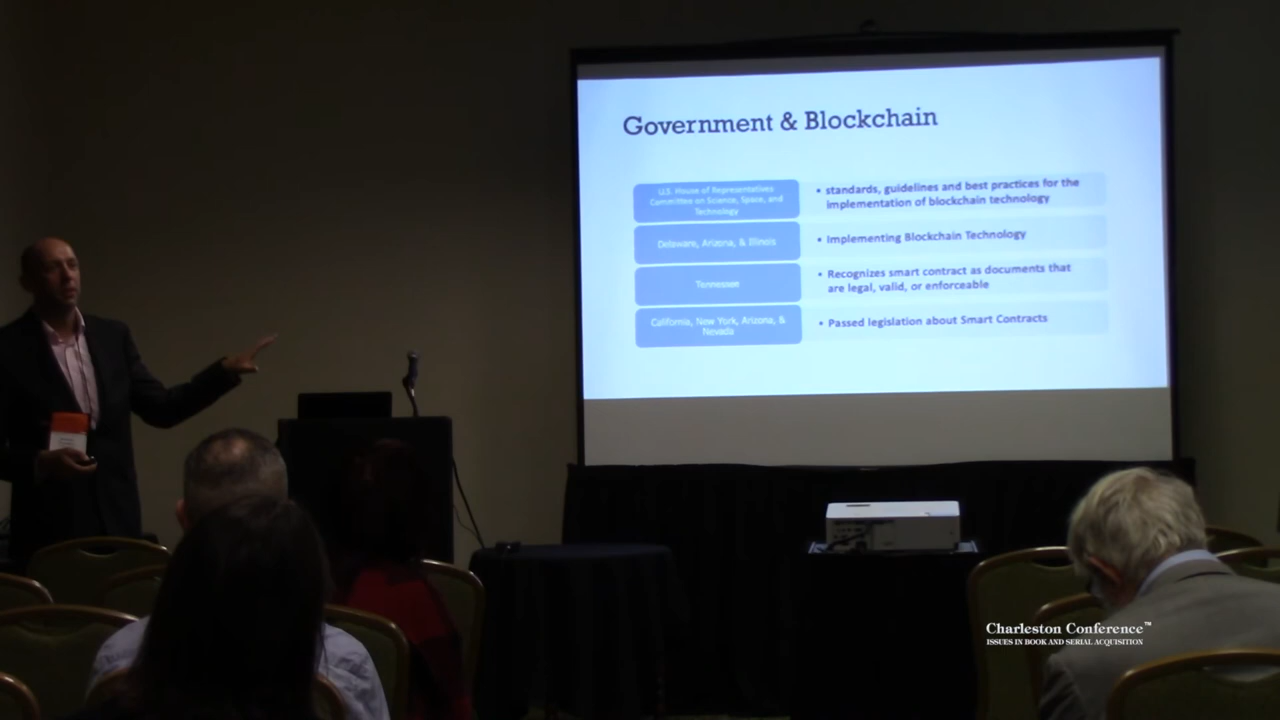 Government & Blockchain
U.S. House of Representatives
Committee on Science, Space, and
Technology
• standards, guidelines and best practices for the
implementation of blockchain technology
Delaware, Arizona, & Illinois
• Implementing Blockchain Technology
Tennessee
• Recognizes smart contract as documents that
are legal, valid, or enforceable
California, New York, Arizona, &
Nevada
• Passed legislation about Smart Contracts
Charleston Conference™
ISSUES IN BOOK AND SERIAL ACQUISITION